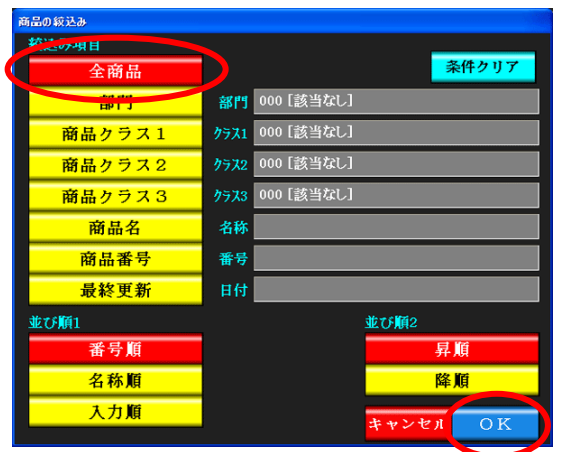 商品の絞込み
絞込み項目
全商品
条件クリア
部門
部門 000 [該当なし]
商品クラス１
クラス1 000 [該当なし]
商品クラス２
クラス2 000 [該当なし]
商品クラス３
クラス3 000 [該当なし]
商品名
名称
商品番号
番号
最終更新
日付
並び順1
並び順2
番号順
昇順
名称順
降順
入力順
キャンセル
ＯＫ